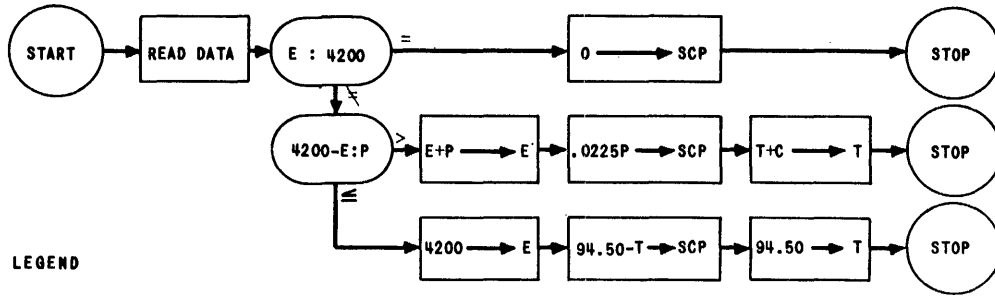 START
READ DATA
E : 4200
=
0 → SCP
STOP
≠
4200-E:P
>
E+P → E
.0225P → SCP
T+C → T
STOP
≤
4200 → E
94.50-T → SCP
94.50 → T
STOP
LEGEND